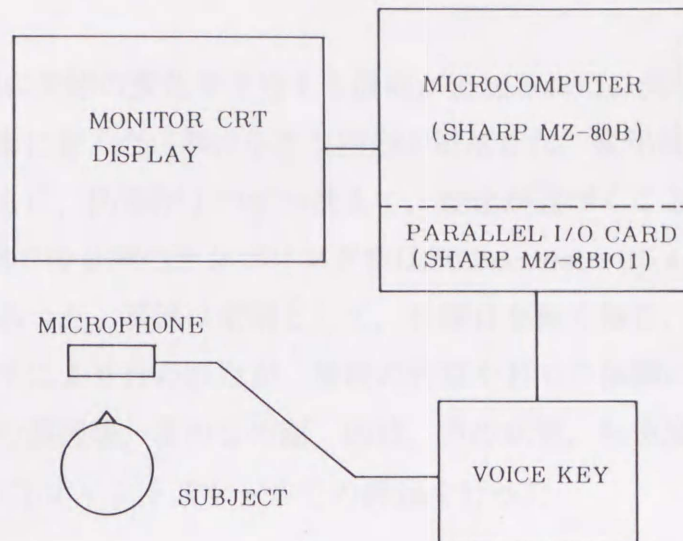 MONITOR CRT
DISPLAY
MICROCOMPUTER
(SHARP MZ-80B)
PARALLEL I/O CARD
(SHARP MZ-8BIO1)
MICROPHONE
SUBJECT
VOICE KEY